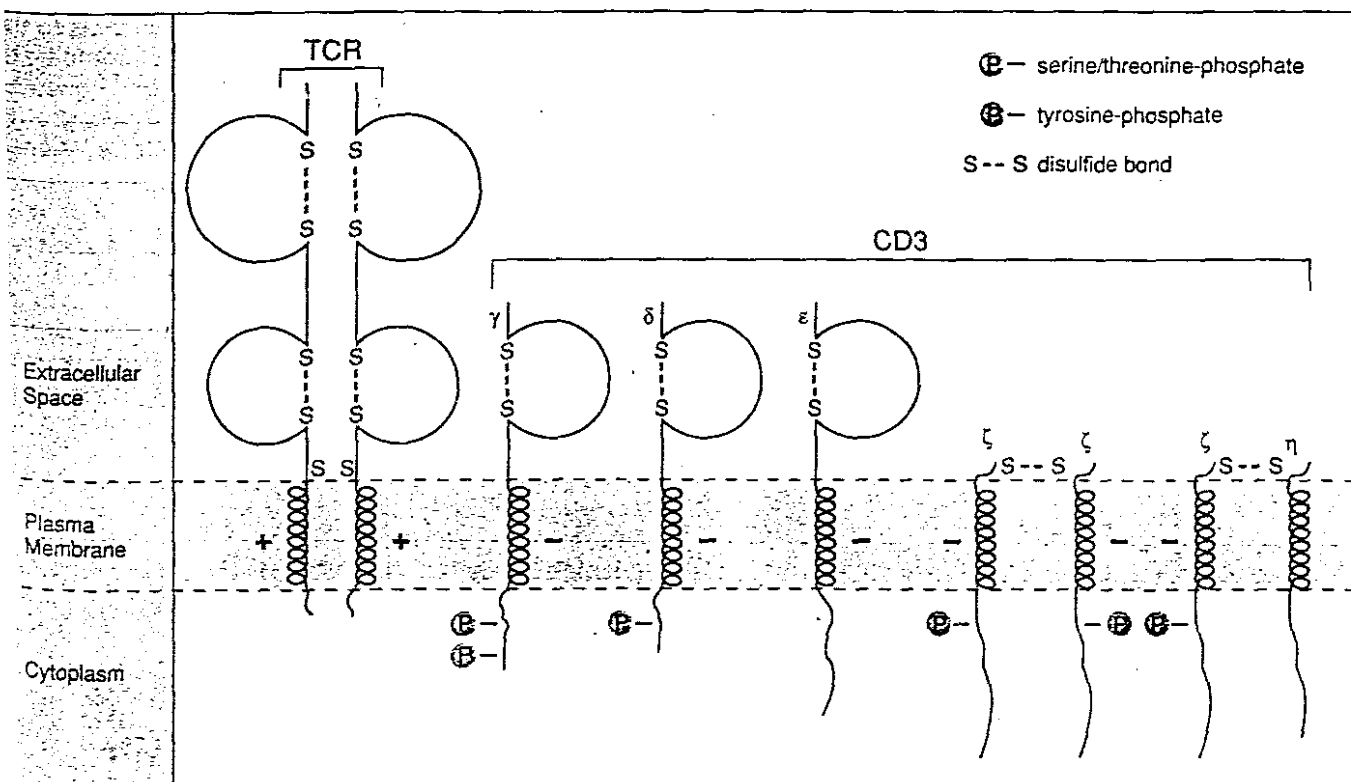 TCR
Ⓟ– serine/threonine-phosphate
Ⓟ– tyrosine-phosphate
S -- S disulfide bond
S S
S S
CD3
γ δ ε
S S S S S
Extracellular
Space
S S S S S
ζ ζ ζ η
S S S -- S S -- S
Plasma
Membrane
+ + – – – – – – 
Ⓟ– Ⓟ– Ⓟ– –Ⓟ Ⓟ–
Ⓟ–
Cytoplasm